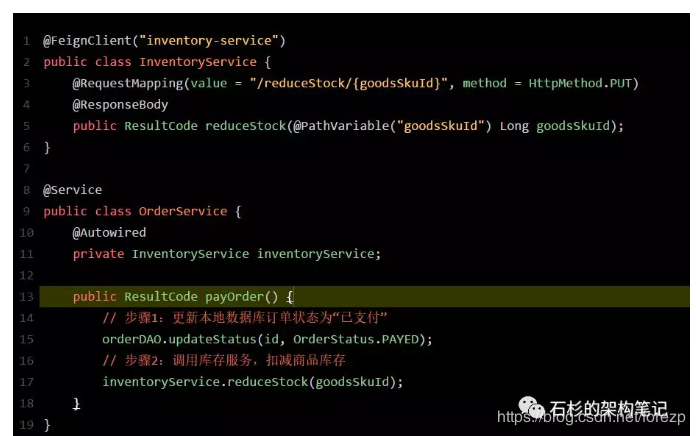 1 @FeignClient("inventory-service")
2 public class InventoryService {
3 @RequestMapping(value = "/reduceStock/{goodsSkuId}", method = HttpMethod.PUT)
4 @ResponseBody
5 public ResultCode reduceStock(@PathVariable("goodsSkuId") Long goodsSkuId);
6 }
7
8 @Service
9 public class OrderService {
10 @Autowired
11 private InventoryService inventoryService;
12
13 public ResultCode payOrder() {
14 // 步骤1：更新本地数据库订单状态为“已支付”
15 orderDAO.updateStatus(id, OrderStatus.PAYED);
16 // 步骤2：调用库存服务，扣减商品库存
17 inventoryService.reduceStock(goodsSkuId);
18 }
19 }
石杉的架构笔记
https://blog.csdn.net/forezp